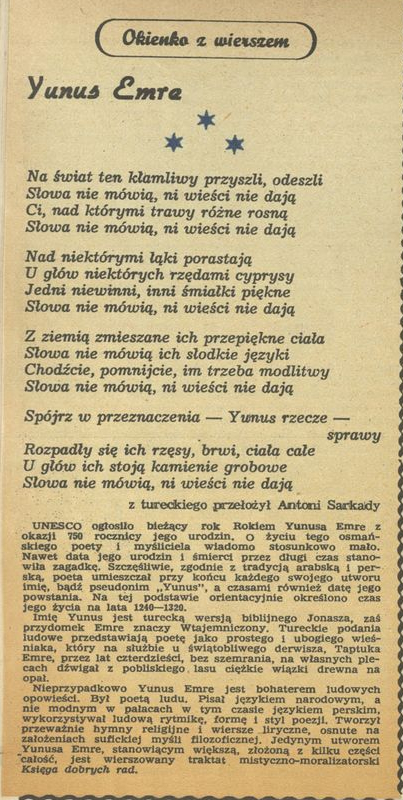 Okienko z wierszem
Yunus Emre
Na świat ten kłamliwy przyszli, odeszli
Słowa nie mówią, ni wieści nie dają
Ci, nad którymi trawy różne rosną
Słowa nie mówią, ni wieści nie dają
Nad niektórymi łąki porastają
U głów niektórych rzędami cyprysy
Jedni niewinni, inni śmiałki piękne
Słowa nie mówią, ni wieści nie dają
Z ziemią zmieszane ich przepiękne ciała
Słowa nie mówią ich słodkie języki
Chodźcie, pomnijcie, im trzeba modlitwy
Słowa nie mówią, ni wieści nie dają
Spójrz w przeznaczenia — Yunus rzecze —
sprawy
Rozpadły się ich rzęsy, brwi, ciała całe
U głów ich stoją kamienie grobowe
Słowa nie mówią, ni wieści nie dają
z tureckiego przełożył Antoni Sarkady
UNESCO ogłosiło bieżący rok Rokiem Yunusa Emre z
okazji 750 rocznicy jego urodzin. O życiu tego osmań-
skiego poety i myśliciela wiadomo stosunkowo mało.
Nawet data jego urodzin i śmierci przez długi czas stano-
wiła zagadkę. Szczęśliwie, zgodnie z tradycją arabską i per-
ską, poeta umieszczał przy końcu każdego swojego utworu
imię, bądź pseudonim „Yunus", a czasami również datę jego
powstania. Na tej podstawie orientacyjnie określono czas
jego życia na lata 1240—1320.
Imię Yunus jest turecką wersją biblijnego Jonasza, zaś
przydomek Emre znaczy Wtajemniczony. Tureckie podania
ludowe przedstawiają poetę jako prostego i ubogiego wieś-
niaka, który na służbie u świątobliwego derwisza, Taptuka
Emre, przez lat czterdzieści, bez szemrania, na własnych ple-
cach dźwigał z pobliskiego lasu ciężkie wiązki drewna na
opał.
Nieprzypadkowo Yunus Emre jest bohaterem ludowych
opowieści. Był poetą ludu. Pisał językiem narodowym, a
nie modnym w pałacach w tym czasie językiem perskim,
wykorzystywał ludową rytmikę, formę i styl poezji. Tworzył
przeważnie hymny religijne i wiersze liryczne, osnute na
założeniach sufickiej myśli filozoficznej. Jedynym utworem
Yunusa Emre, stanowiącym większą, złożoną z kilku części
całość, jest wierszowany traktat mistyczno-moralizatorski
Księga dobrych rad.